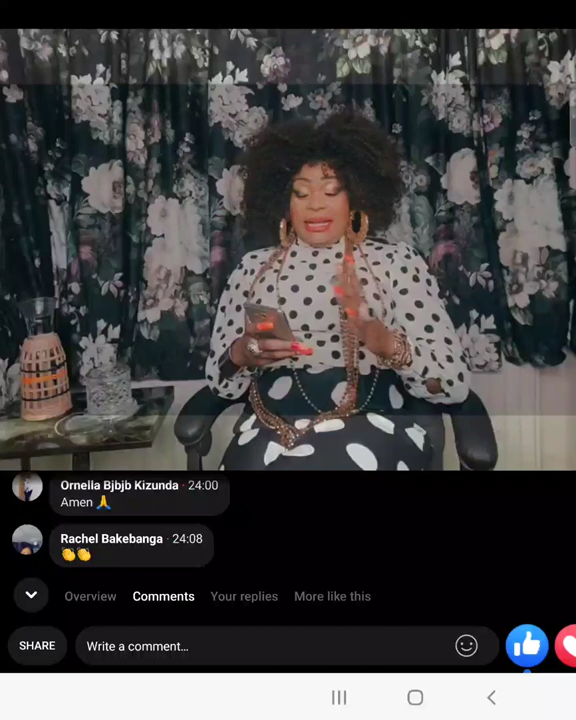 Ornella Bjbjb Kizunda · 24:00
Amen 🙏
Rachel Bakebanga · 24:08
👏👏
Overview Comments Your replies More like this
SHARE Write a comment...